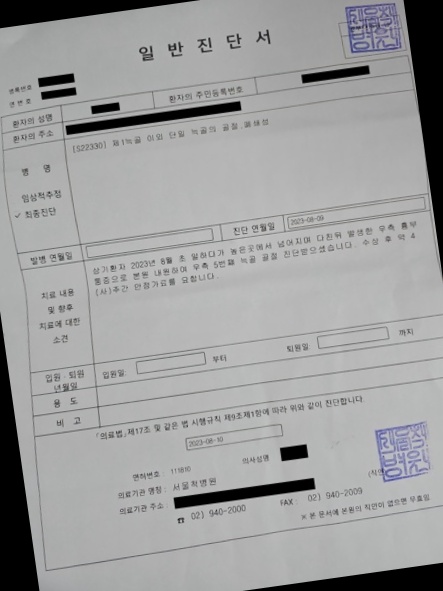 일 반 진 단 서
등록번호
연 번 호
환자의 성명
환자의 주민등록번호
환자의 주소
병 명
[S22330] 제1늑골 이외 단일 늑골의 골절,폐쇄성
임상적추정
✓ 최종진단
발병 연월일
진단 연월일
2023-08-09
치료 내용
및 향후
치료에 대한
소견
상기환자 2023년 8월 초 일하다가 높은곳에서 넘어지며 다친뒤 발생한 우측 흉부
통증으로 본원 내원하여 우측 5번째 늑골 골절 진단받으셨습니다. 수상 후 약 4
(사)주간 안정가료를 요합니다.
입원 · 퇴원
년월일
입원일:
부터
퇴원일:
까지
용 도
비 고
「의료법」제17조 및 같은 법 시행규칙 제9조제1항에 따라 위와 같이 진단합니다.
2023-08-10
면허번호 : 111810
의사성명
의료기관 명칭 : 서울척병원
(직인
의료기관 주소 :
☎ 02) 940-2000
FAX : 02) 940-2009
※ 본 문서에 본원의 직인이 없으면 무효임